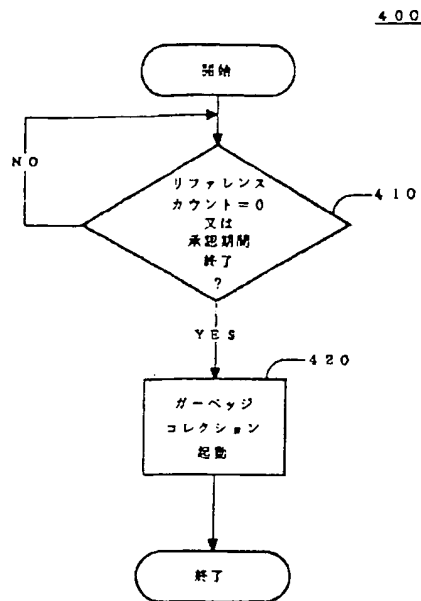 400
開始
NO
リファレンス
カウント=0
又は
承認期間
終了
?
410
YES
420
ガーベッジ
コレクション
起動
終了